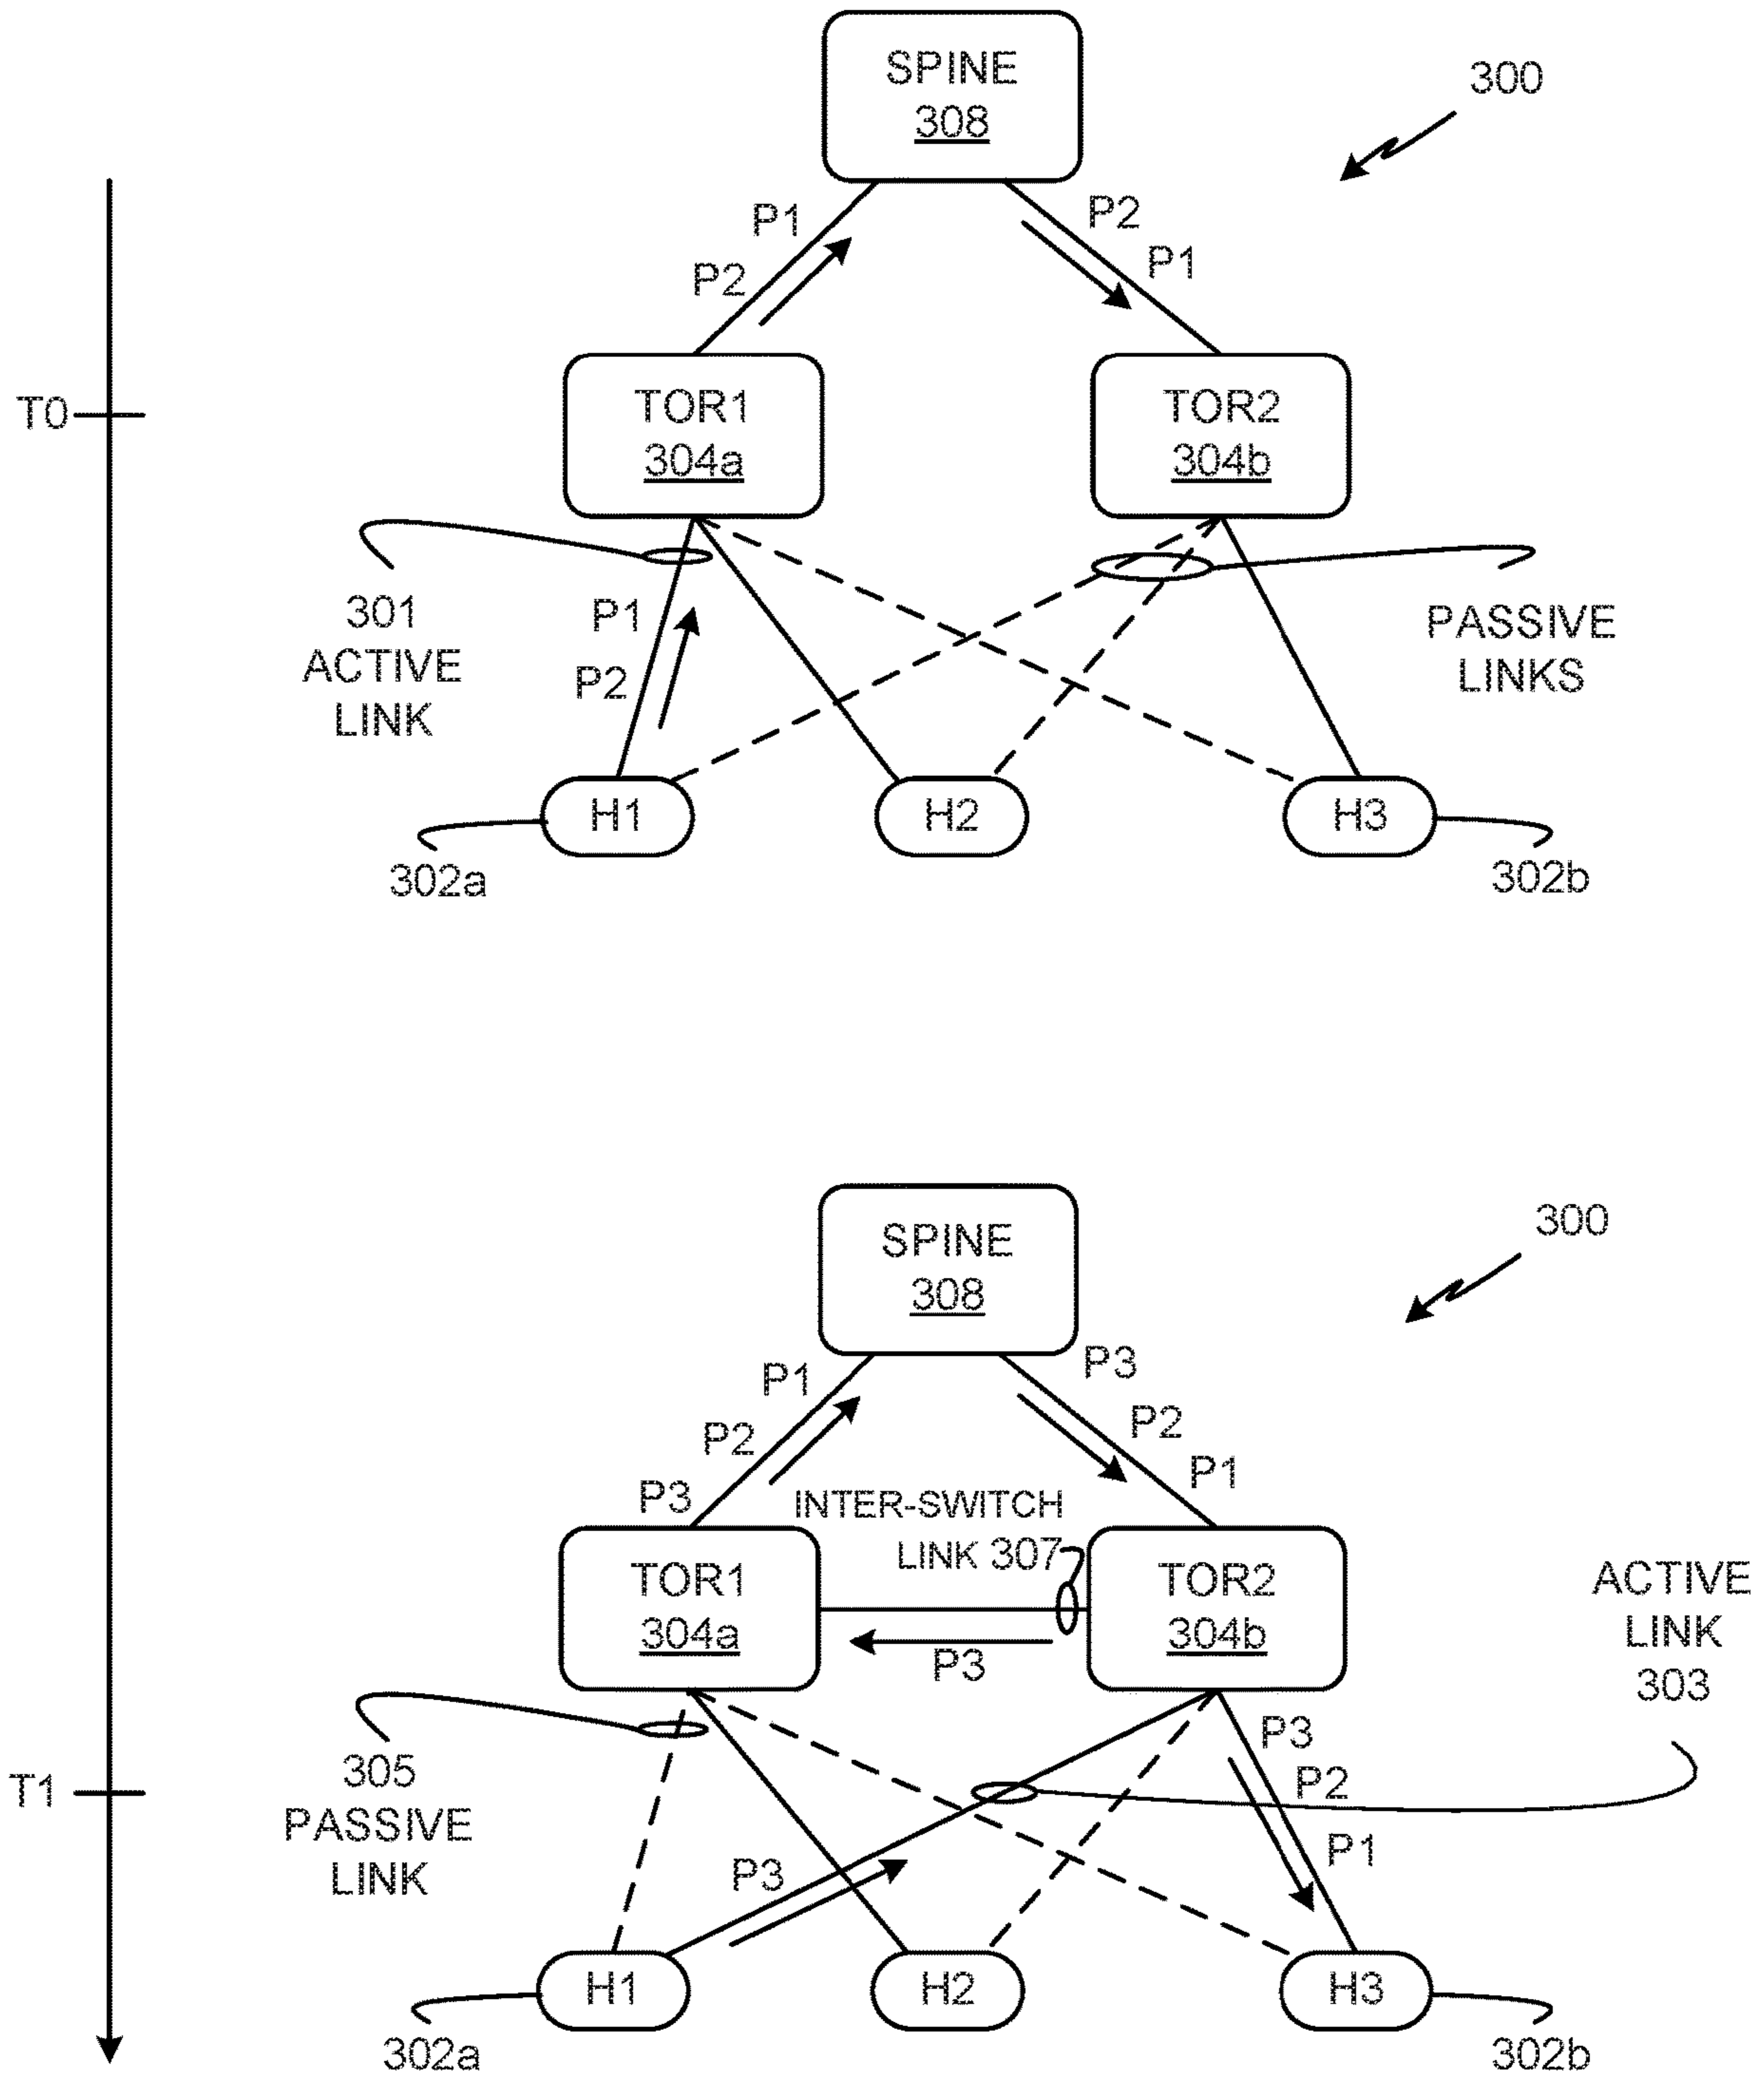 SPINE
308
300
P1
P2
P2
P1
T0
TOR1
304a
TOR2
304b
301
ACTIVE
LINK
P1
P2
PASSIVE
LINKS
H1
H2
H3
302a
302b
SPINE
308
300
P1
P2
P3
P3
P2
P1
INTER-SWITCH
LINK 307
TOR1
304a
TOR2
304b
P3
ACTIVE
LINK
303
T1
305
PASSIVE
LINK
P3
P3
P2
P1
H1
H2
H3
302a
302b